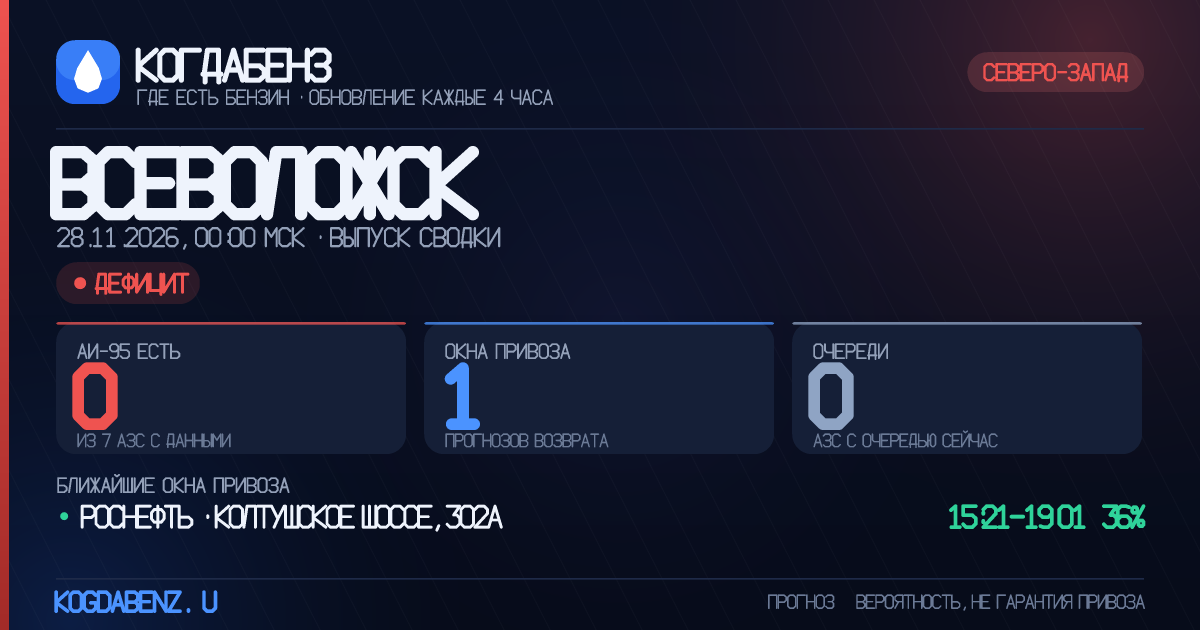 КОГДАБЕНЗ
ГДЕ ЕСТЬ БЕНЗИН · ОБНОВЛЕНИЕ КАЖДЫЕ 4 ЧАСА
СЕВЕРО-ЗАПАД
ВСЕВОЛОЖСК
28.11.2026, 00:00 МСК · ВЫПУСК СВОДКИ
ДЕФИЦИТ
АИ-95 ЕСТЬ
0
ИЗ 7 АЗС С ДАННЫМИ
ОКНА ПРИВОЗА
1
ПРОГНОЗОВ ВОЗВРАТА
ОЧЕРЕДИ
0
АЗС С ОЧЕРЕДЬЮ СЕЙЧАС
БЛИЖАЙШИЕ ОКНА ПРИВОЗА
• РОСНЕФТЬ · КОЛТУШСКОЕ ШОССЕ, 302А
15:21-19:01 36%
KOGDABENZ. U
ПРОГНОЗ ВЕРОЯТНОСТЬ, НЕ ГАРАНТИЯ ПРИВОЗА